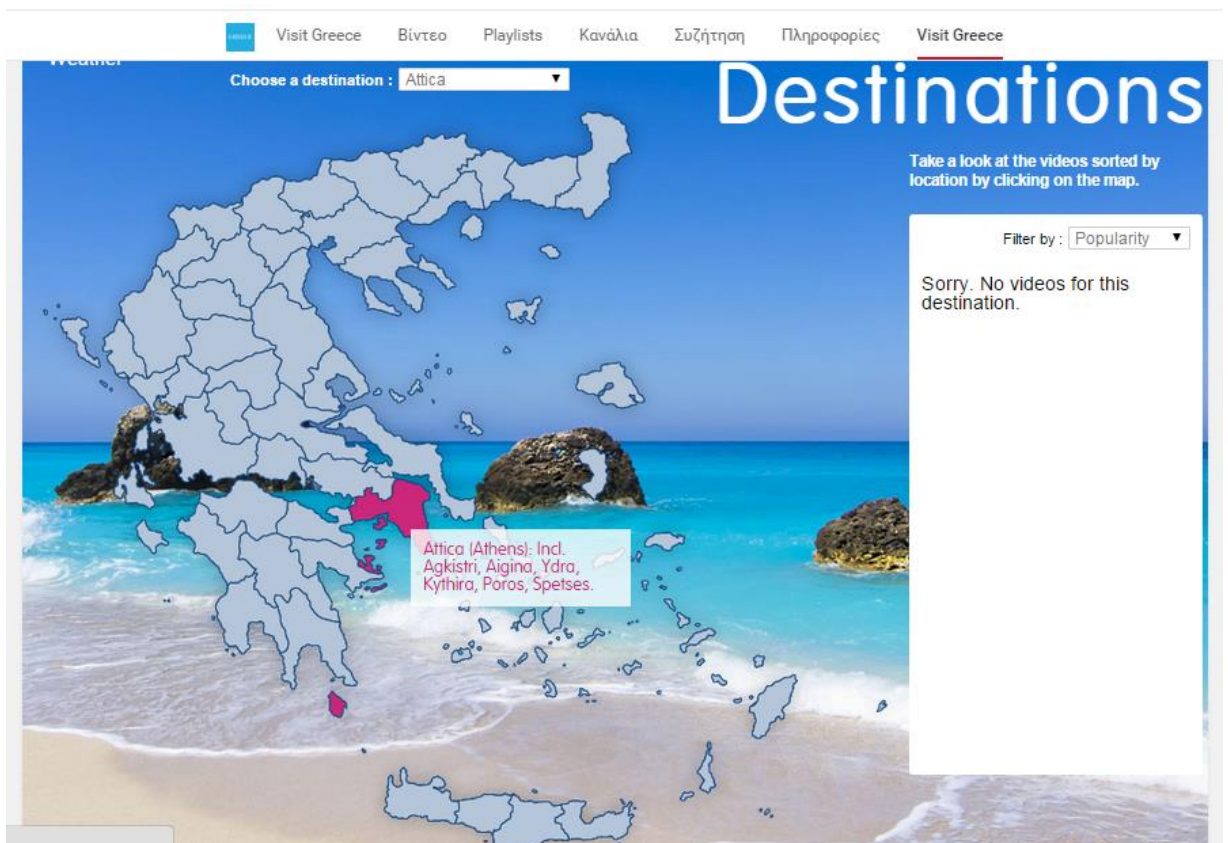 Visit Greece Βίντεο Playlists Κανάλια Συζήτηση Πληροφορίες Visit Greece
Weather
Choose a destination : Attica
Destinations
Take a look at the videos sorted by
location by clicking on the map.
Filter by : Popularity
Sorry. No videos for this
destination.
Attica (Athens): Incl.
Agkistri, Aigina, Ydra,
Kythira, Poros, Spetses.